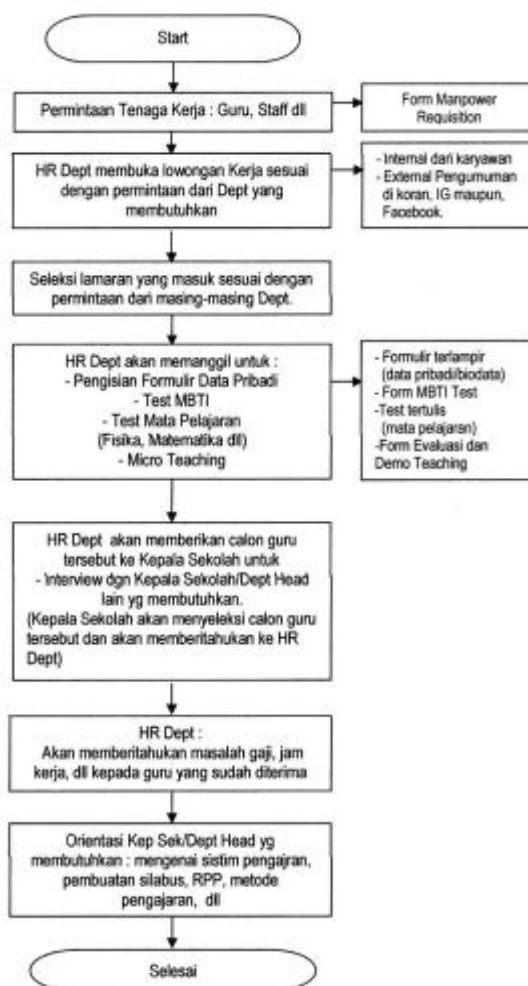 Start
Permintaan Tenaga Kerja : Guru, Staff dll
Form Manpower
Requisition
HR Dept membuka lowongan Kerja sesuai
dengan permintaan dari Dept yang
membutuhkan
- Internal dari karyawan
- External Pengumuman
di koran, IG maupun,
Facebook.
Seleksi lamaran yang masuk sesuai dengan
permintaan dari masing-masing Dept.
HR Dept akan memanggil untuk :
- Pengisian Formulir Data Pribadi
- Test MBTI
- Test Mata Pelajaran
(Fisika, Matematika dll)
- Micro Teaching
- Formulir terlampir
(data pribadi/biodata)
- Form MBTI Test
-Test tertulis
(mata pelajaran)
-Form Evaluasi dan
Demo Teaching
HR Dept akan memberikan calon guru
tersebut ke Kepala Sekolah untuk
- Interview dgn Kepala Sekolah/Dept Head
lain yg membutuhkan.
(Kepala Sekolah akan menyeleksi calon guru
tersebut dan akan memberitahukan ke HR
Dept)
HR Dept :
Akan memberitahukan masalah gaji, jam
kerja, dll kepada guru yang sudah diterima
Orientasi Kep Sek/Dept Head yg
membutuhkan : mengenai sistim pengajran,
pembuatan silabus, RPP, metode
pengajaran, dll
Selesai